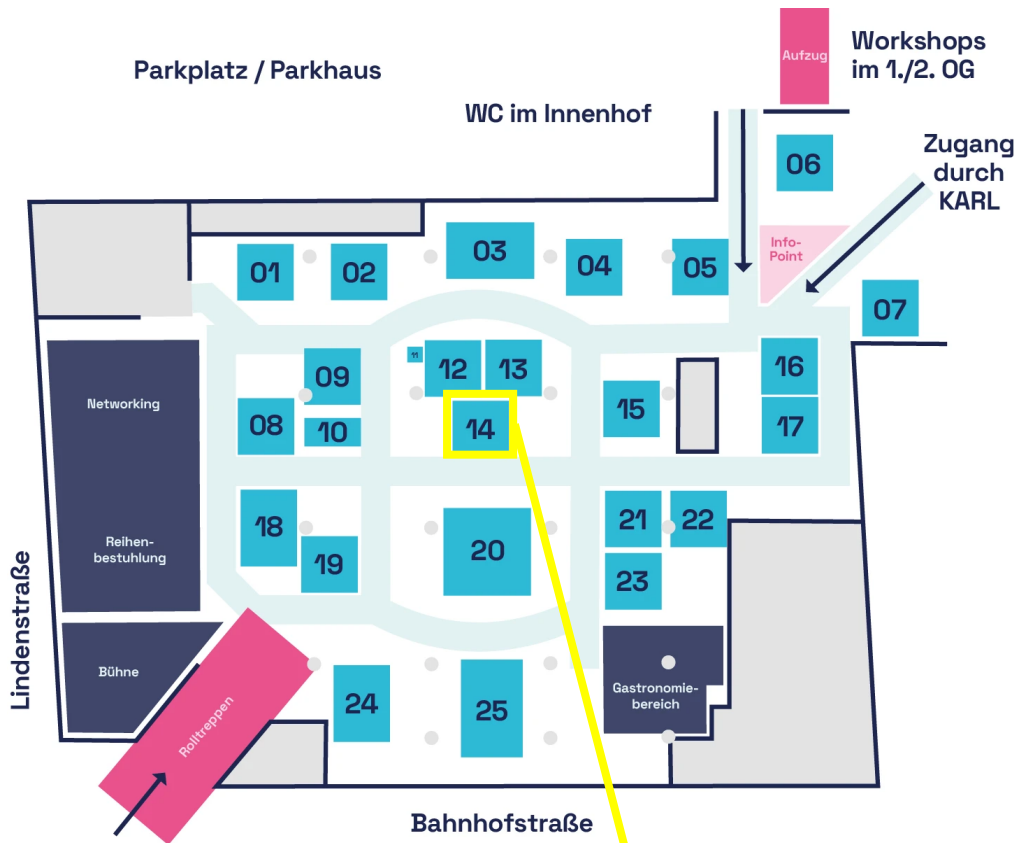 Parkplatz / Parkhaus
Aufzug
Workshops
im 1./2. OG
WC im Innenhof
Zugang
durch
KARL
06
Info-
Point
01
02
03
04
05
07
Networking
09
11
12
13
16
08
10
14
15
17
Reihen-
bestuhlung
18
19
20
21
22
23
Lindenstraße
Bühne
Rolltreppen
24
25
Gastronomie-
bereich
Bahnhofstraße